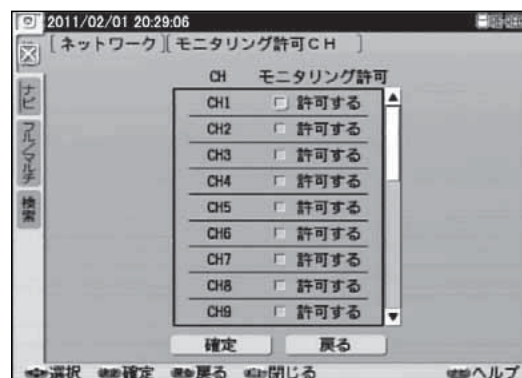 2011/02/01 20:29:06
[ネットワーク][モニタリング許可CH ]
CH モニタリング許可
CH1 許可する
CH2 許可する
CH3 許可する
CH4 許可する
CH5 許可する
CH6 許可する
CH7 許可する
CH8 許可する
CH9 許可する
ナビ
フル/マルチ
検索
確定 戻る
選択 確定 戻る 閉じる ヘルプ